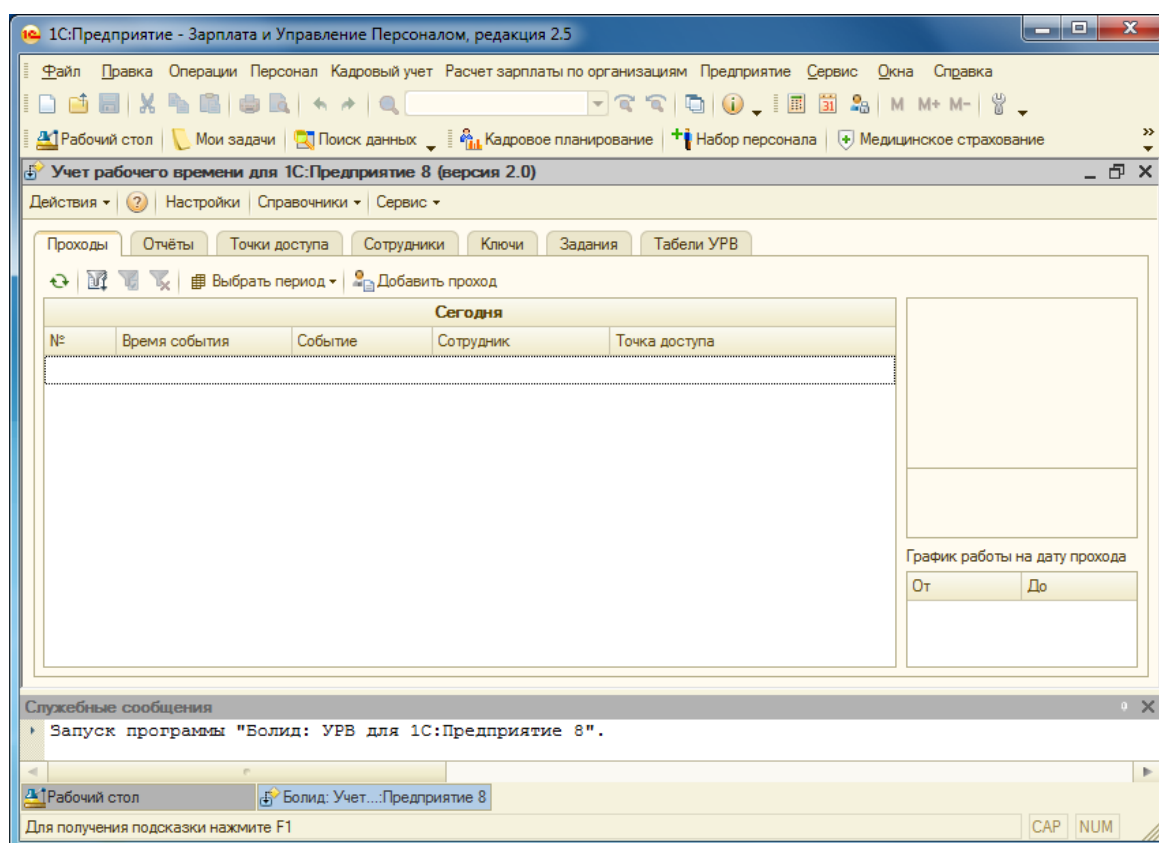 1С:Предприятие - Зарплата и Управление Персоналом, редакция 2.5
Файл Правка Операции Персонал Кадровый учет Расчет зарплаты по организациям Предприятие Сервис Окна Справка
M M+ M-
Рабочий стол Мои задачи Поиск данных Кадровое планирование Набор персонала Медицинское страхование
Учет рабочего времени для 1С:Предприятие 8 (версия 2.0)
Действия Настройки Справочники Сервис
Проходы Отчёты Точки доступа Сотрудники Ключи Задания Табели УРВ
Выбрать период Добавить проход
Сегодня
№ Время события Событие Сотрудник Точка доступа
График работы на дату прохода
От До
Служебные сообщения
Запуск программы "Болид: УРВ для 1С:Предприятие 8".
Рабочий стол Болид: Учет...:Предприятие 8
Для получения подсказки нажмите F1 CAP NUM